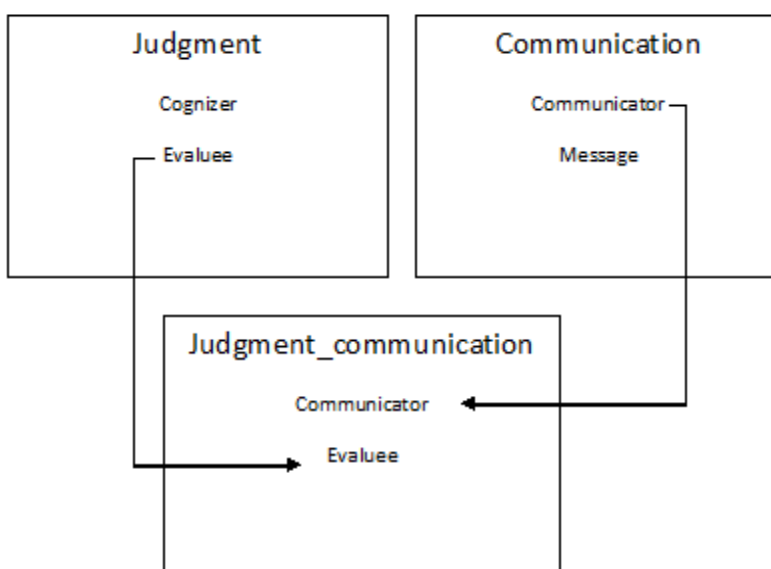 Judgment
Cognizer
Evaluee
Communication
Communicator
Message
Judgment_communication
Communicator
Evaluee